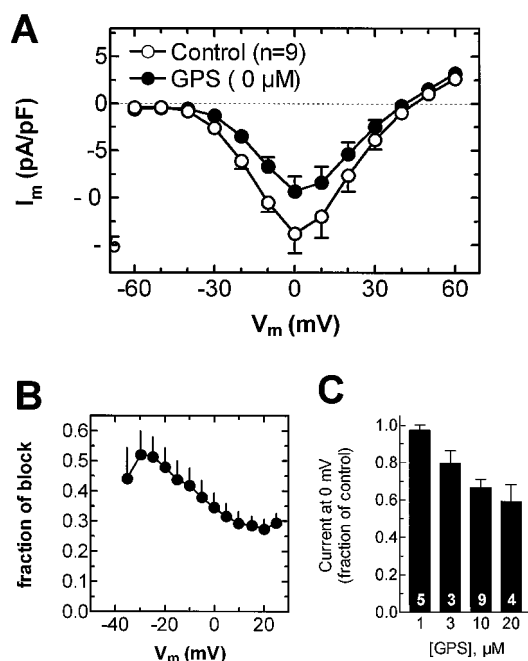 A
Control (n=9)
GPS ( 0 µM)
5
0
-5
- 0
- 5
I_m (pA/pF)
-60 -30 0 30 60
V_m (mV)
B
0.6
0.5
0.4
0.3
0.2
0.1
0.0
fraction of block
-40 -20 0 20
V_m (mV)
C
1.0
0.8
0.6
0.4
0.2
0.0
Current at 0 mV
(fraction of control)
5 3 9 4
1 3 10 20
[GPS], µM